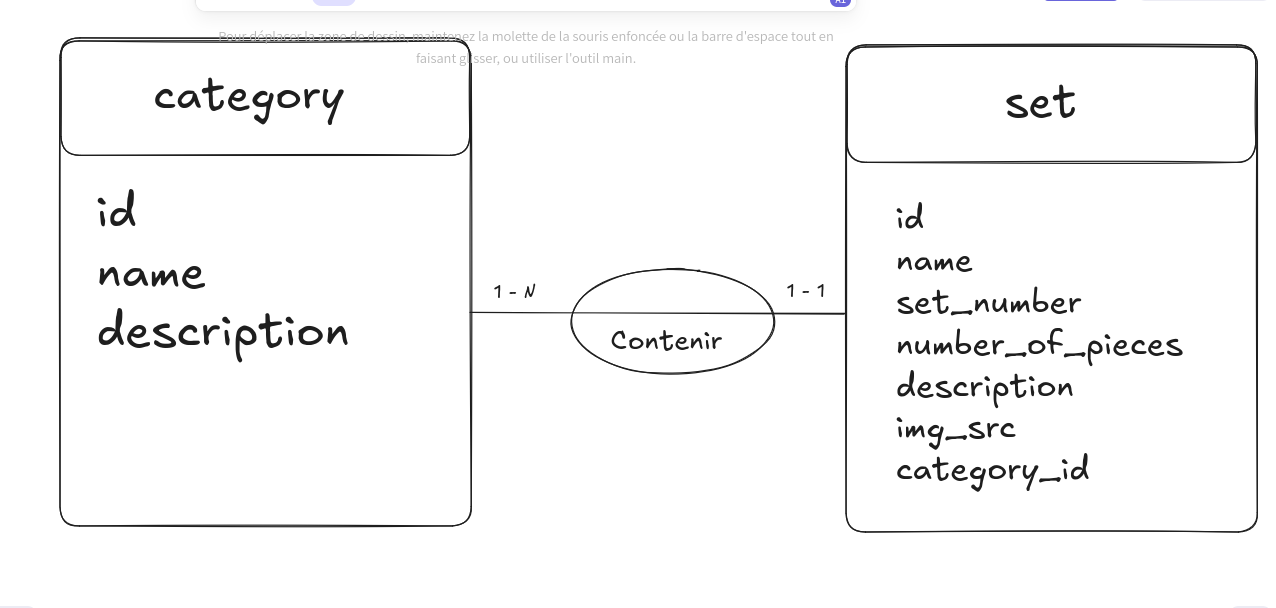 Pour déplacer la zone de dessin, maintenez la molette de la souris enfoncée ou la barre d'espace tout en
faisant glisser, ou utiliser l'outil main.
category
id
name
description
1 - N
Contenir
1 - 1
set
id
name
set_number
number_of_pieces
description
img_src
category_id